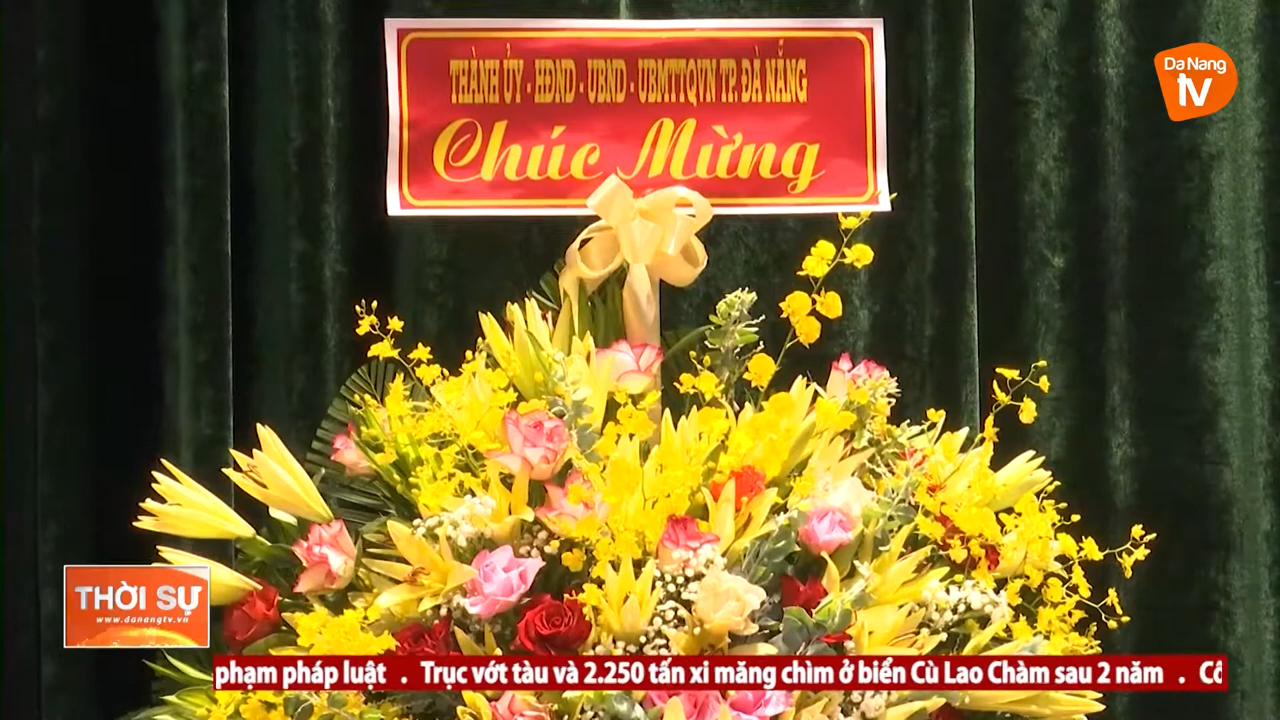 THÀNH ỦY - HĐND - UBND - UBMTTQVN TP. ĐÀ NẴNG
Chúc Mừng
Da Nang
tv
THỜI SỰ
www.danangtv.vn
phạm pháp luật . Trục vớt tàu và 2.250 tấn xi măng chìm ở biển Cù Lao Chàm sau 2 năm .